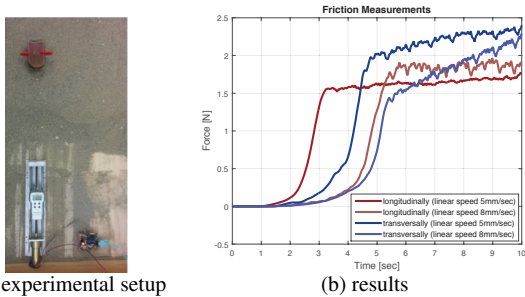 Friction Measurements
2.5
2
1.5
1
0.5
0
-0.5
Force [N]
0 1 2 3 4 5 6 7 8 9 10
Time [sec]
longitudinally (linear speed 5mm/sec)
longitudinally (linear speed 8mm/sec)
transversally (linear speed 5mm/sec)
transversally (linear speed 8mm/sec)
experimental setup
(b) results